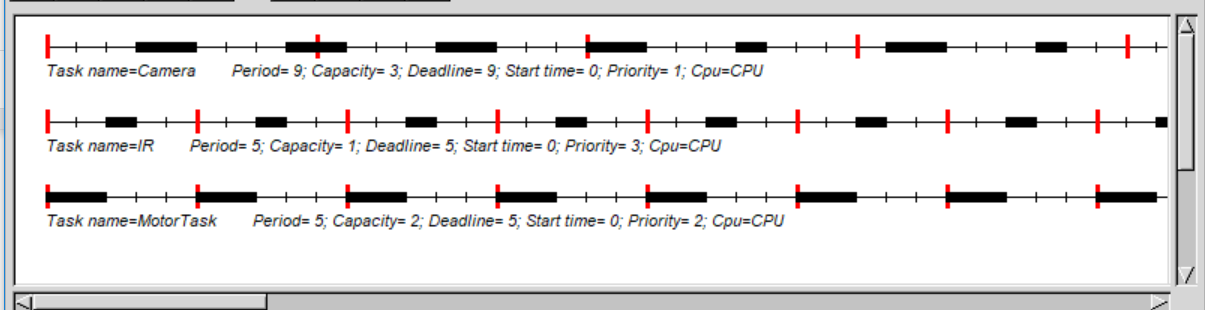 Task name=Camera Period= 9; Capacity= 3; Deadline= 9; Start time= 0; Priority= 1; Cpu=CPU
Task name=IR Period= 5; Capacity= 1; Deadline= 5; Start time= 0; Priority= 3; Cpu=CPU
Task name=MotorTask Period= 5; Capacity= 2; Deadline= 5; Start time= 0; Priority= 2; Cpu=CPU